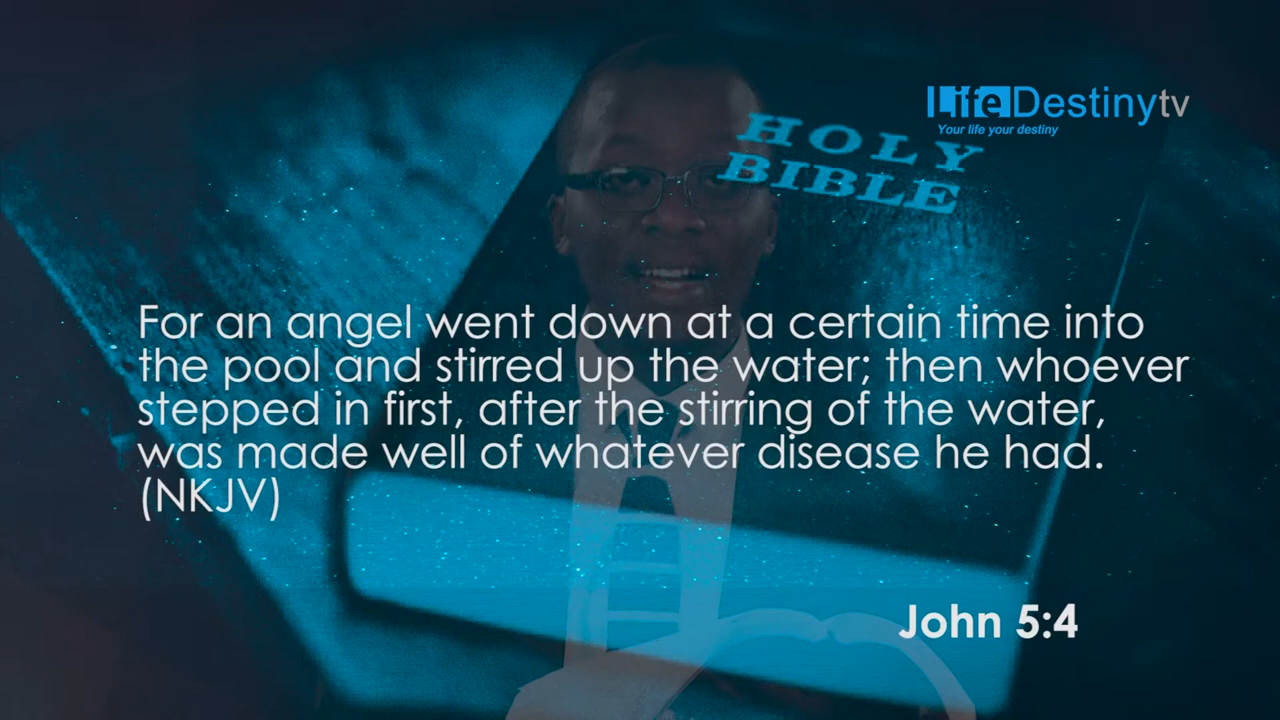 LifeDestinytv
Your life your destiny
HOLY
BIBLE
For an angel went down at a certain time into
the pool and stirred up the water; then whoever
stepped in first, after the stirring of the water,
was made well of whatever disease he had.
(NKJV)
John 5:4